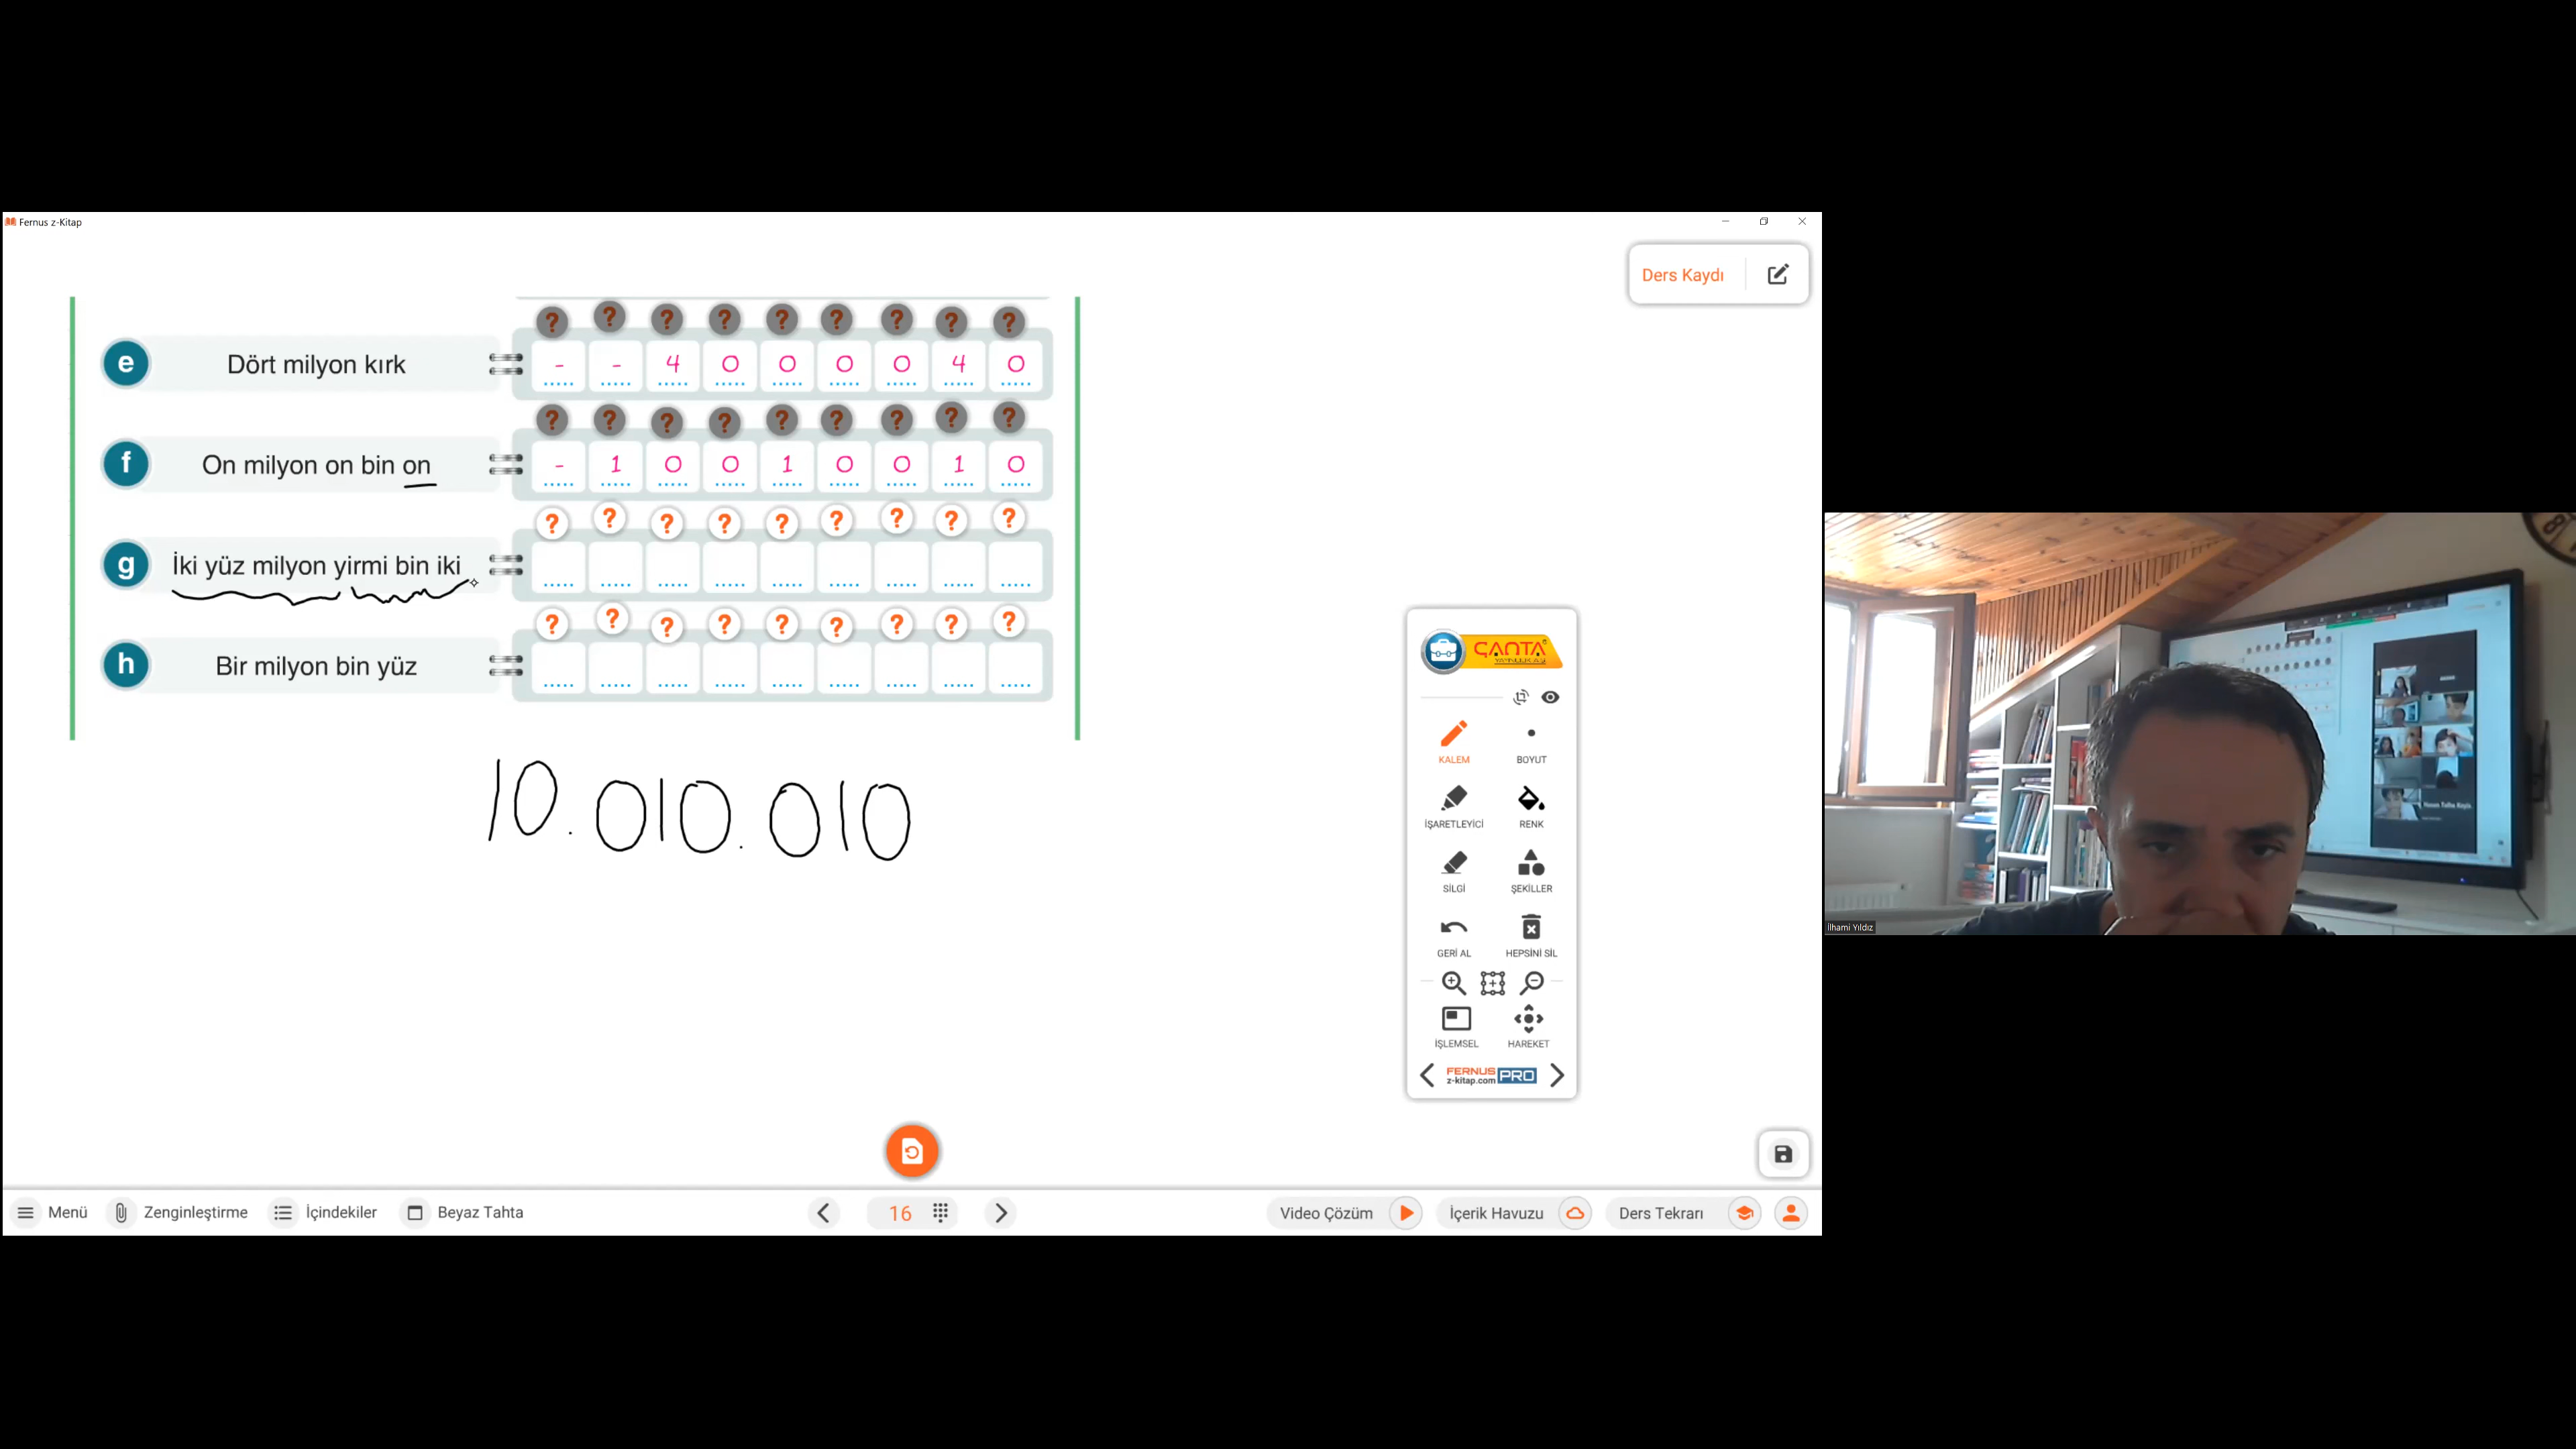 Fernus z-Kitap
Ders Kaydı
? ? ? ? ? ? ? ? ?
e Dört milyon kırk - - 4 0 0 0 0 4 0
? ? ? ? ? ? ? ? ?
f On milyon on bin on - 1 0 0 1 0 0 1 0
? ? ? ? ? ? ? ? ?
g İki yüz milyon yirmi bin iki
? ? ? ? ? ? ? ? ?
h Bir milyon bin yüz
10.010.010
ÇANTA
KALEM BOYUT
İŞARETLEYİCİ RENK
SİLGİ ŞEKİLLER
GERİ AL HEPSİNİ SİL
İŞLEMSEL HAREKET
FERNUS
z-kitap.com PRO
İlhami Yıldız
Menü Zenginleştirme İçindekiler Beyaz Tahta 16 Video Çözüm İçerik Havuzu Ders Tekrarı